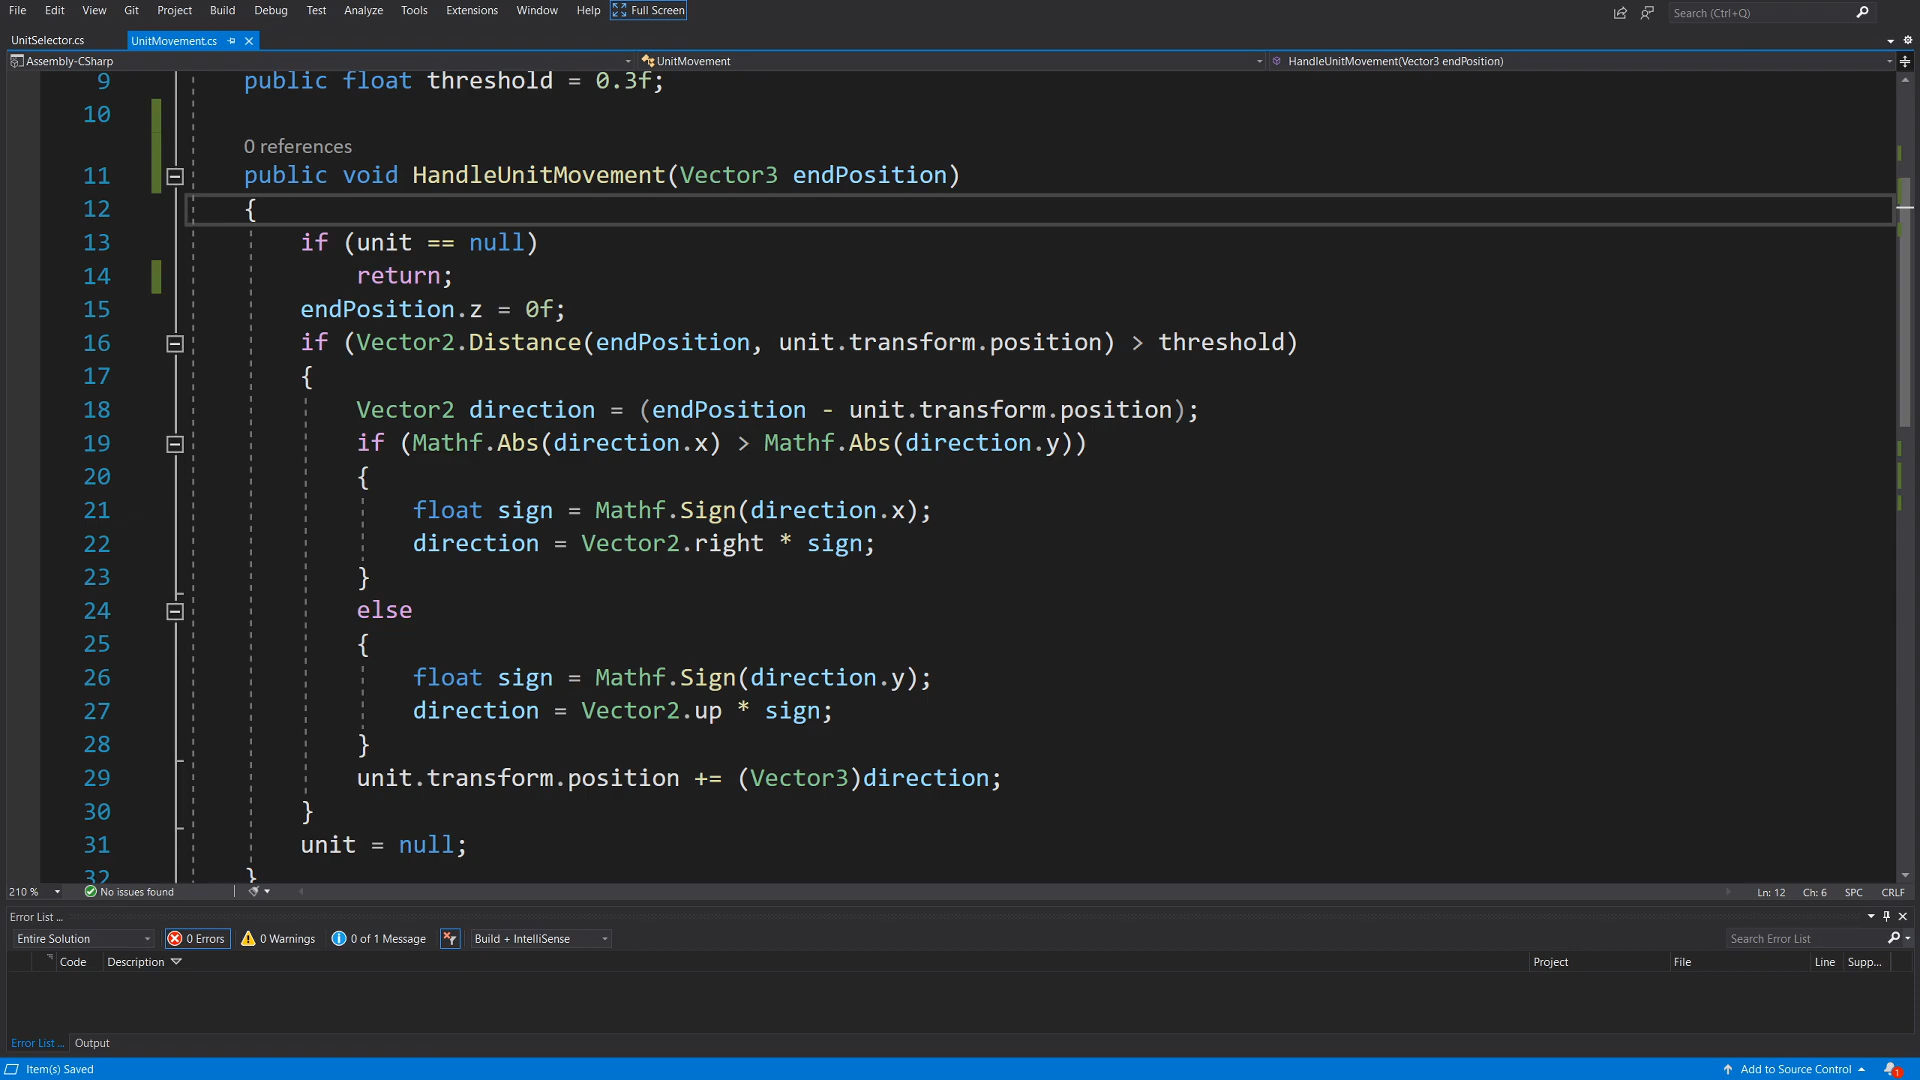 File Edit View Git Project Build Debug Test Analyze Tools Extensions Window Help Full Screen Search (Ctrl+Q)
UnitSelector.cs UnitMovement.cs
Assembly-CSharp UnitMovement HandleUnitMovement(Vector3 endPosition)
9 public float threshold = 0.3f;
10
0 references
11 public void HandleUnitMovement(Vector3 endPosition)
12 {
13 if (unit == null)
14 return;
15 endPosition.z = 0f;
16 if (Vector2.Distance(endPosition, unit.transform.position) > threshold)
17 {
18 Vector2 direction = (endPosition - unit.transform.position);
19 if (Mathf.Abs(direction.x) > Mathf.Abs(direction.y))
20 {
21 float sign = Mathf.Sign(direction.x);
22 direction = Vector2.right * sign;
23 }
24 else
25 {
26 float sign = Mathf.Sign(direction.y);
27 direction = Vector2.up * sign;
28 }
29 unit.transform.position += (Vector3)direction;
30 }
31 unit = null;
32 }
210 % No issues found Ln: 12 Ch: 6 SPC CRLF
Error List ...
Entire Solution 0 Errors 0 Warnings 0 of 1 Message Build + IntelliSense Search Error List
Code Description Project File Line Supp...
Error List ... Output
Item(s) Saved Add to Source Control 1